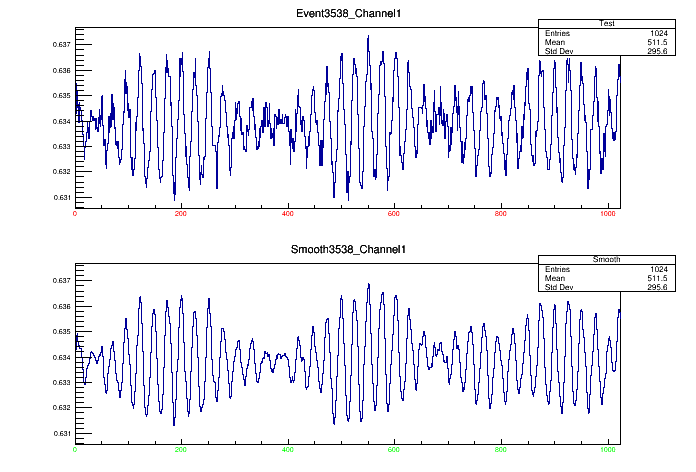 Event3538_Channel1
Test
Entries 1024
Mean 511.5
Std Dev 295.6
0.637
0.636
0.635
0.634
0.633
0.632
0.631
0 200 400 600 800 1000
Smooth3538_Channel1
Smooth
Entries 1024
Mean 511.5
Std Dev 295.6
0.637
0.636
0.635
0.634
0.633
0.632
0.631
0 200 400 600 800 1000